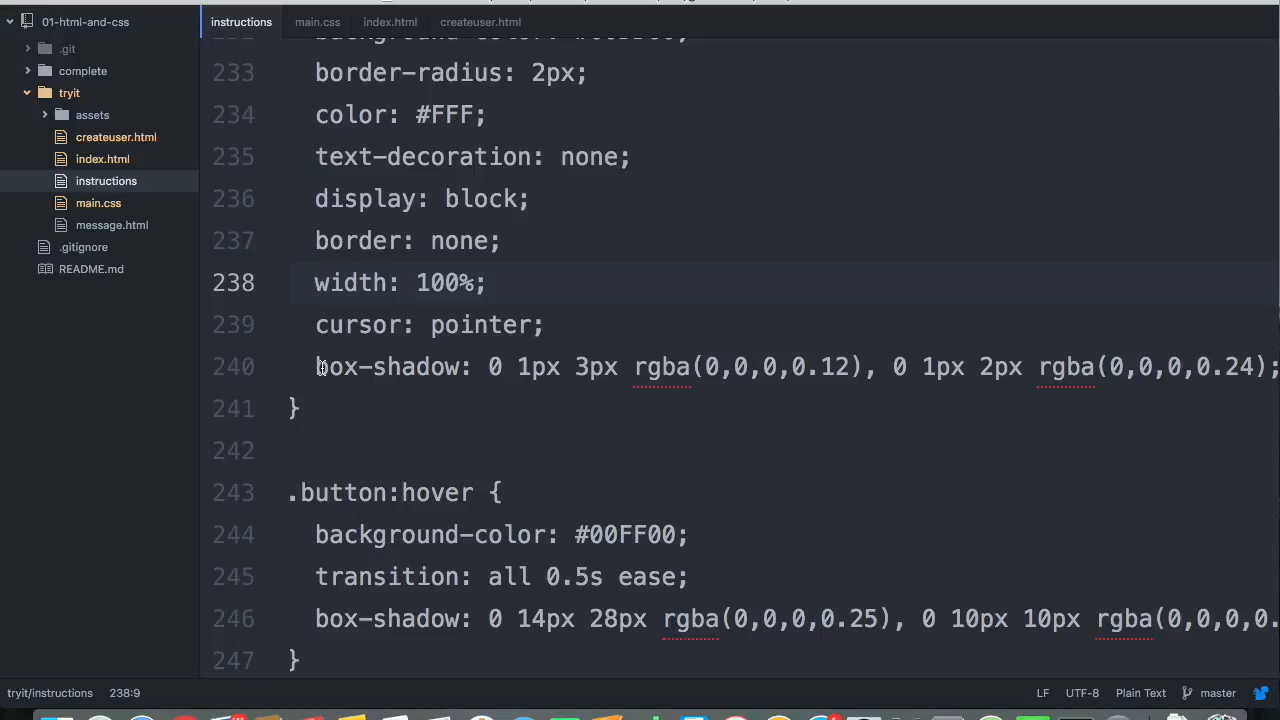 01-html-and-css
.git
complete
tryit
assets
createuser.html
index.html
instructions
main.css
message.html
.gitignore
README.md
instructions main.css index.html createuser.html
233 border-radius: 2px;
234 color: #FFF;
235 text-decoration: none;
236 display: block;
237 border: none;
238 width: 100%;
239 cursor: pointer;
240 box-shadow: 0 1px 3px rgba(0,0,0,0.12), 0 1px 2px rgba(0,0,0,0.24);
241 }
242
243 .button:hover {
244 background-color: #00FF00;
245 transition: all 0.5s ease;
246 box-shadow: 0 14px 28px rgba(0,0,0,0.25), 0 10px 10px rgba(0,0,0,0.
247 }
tryit/instructions 238:9 LF UTF-8 Plain Text master